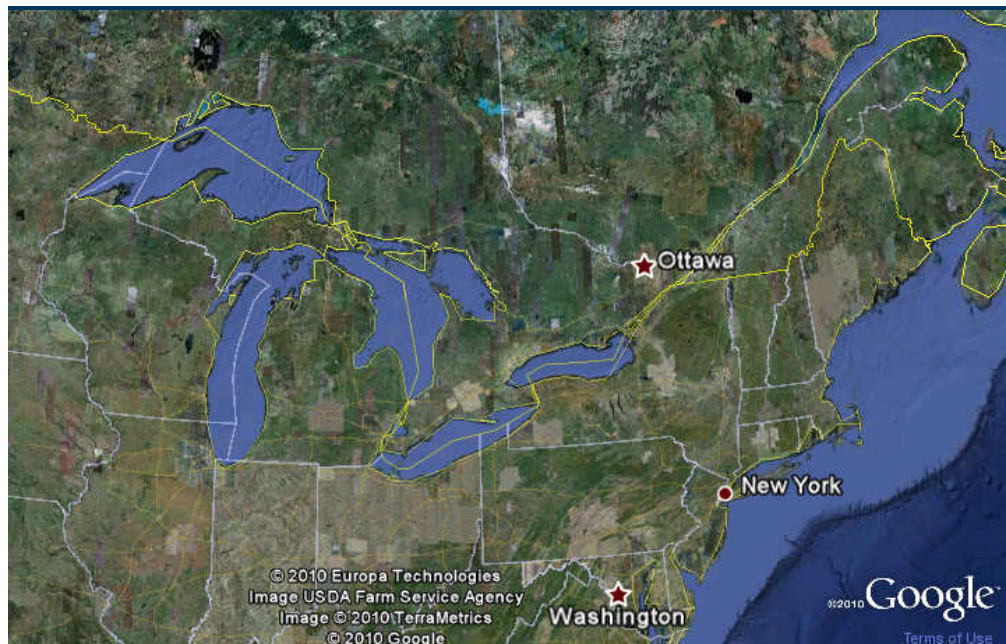 Ottawa
New York
Washington
© 2010 Europa Technologies
Image USDA Farm Service Agency
Image © 2010 TerraMetrics
© 2010 Google
©2010 Google
Terms of Use